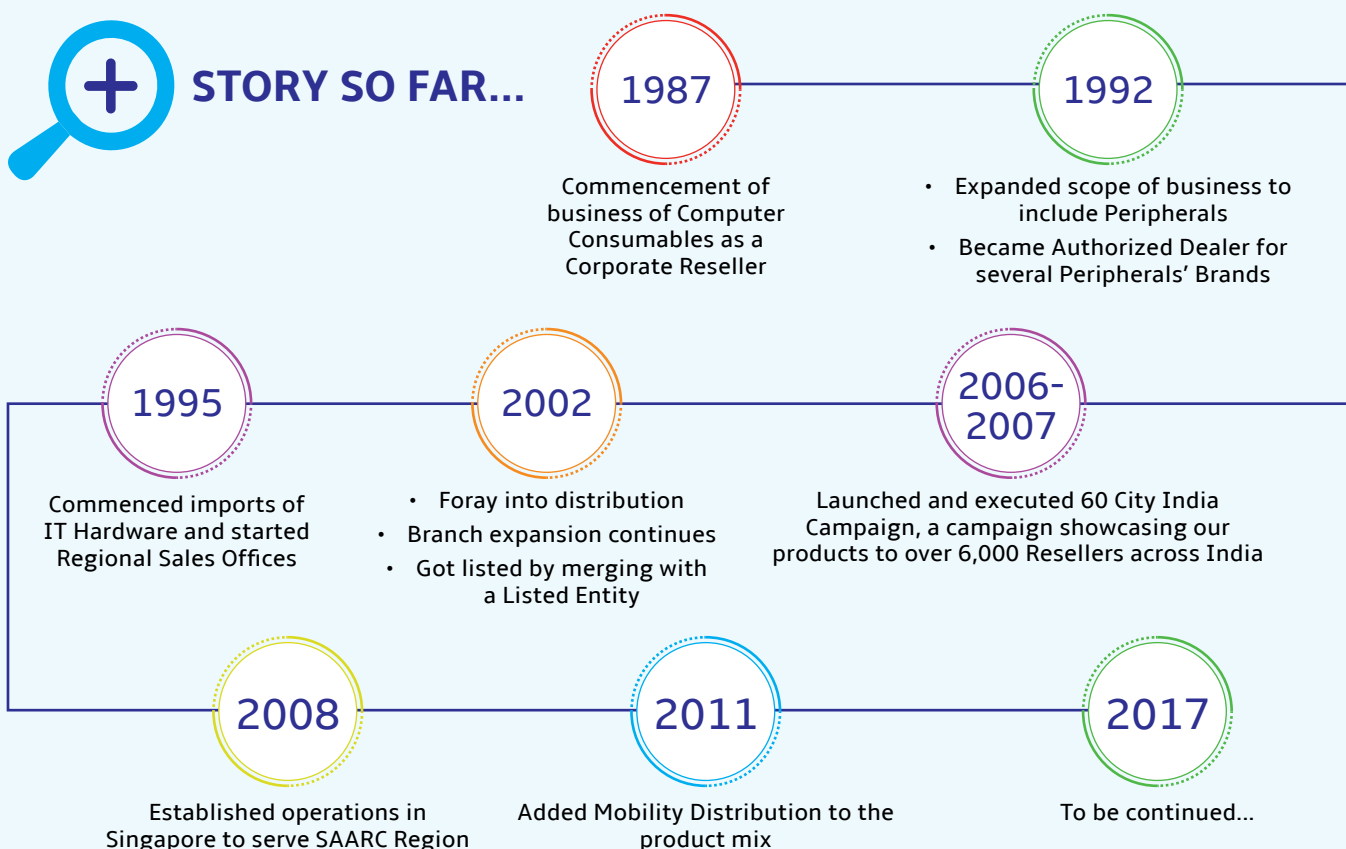 STORY SO FAR...
1987
Commencement of
business of Computer
Consumables as a
Corporate Reseller
1992
• Expanded scope of business to
include Peripherals
• Became Authorized Dealer for
several Peripherals' Brands
1995
Commenced imports of
IT Hardware and started
Regional Sales Offices
2002
• Foray into distribution
• Branch expansion continues
• Got listed by merging with
a Listed Entity
2006-
2007
Launched and executed 60 City India
Campaign, a campaign showcasing our
products to over 6,000 Resellers across India
2008
Established operations in
Singapore to serve SAARC Region
2011
Added Mobility Distribution to the
product mix
2017
To be continued...